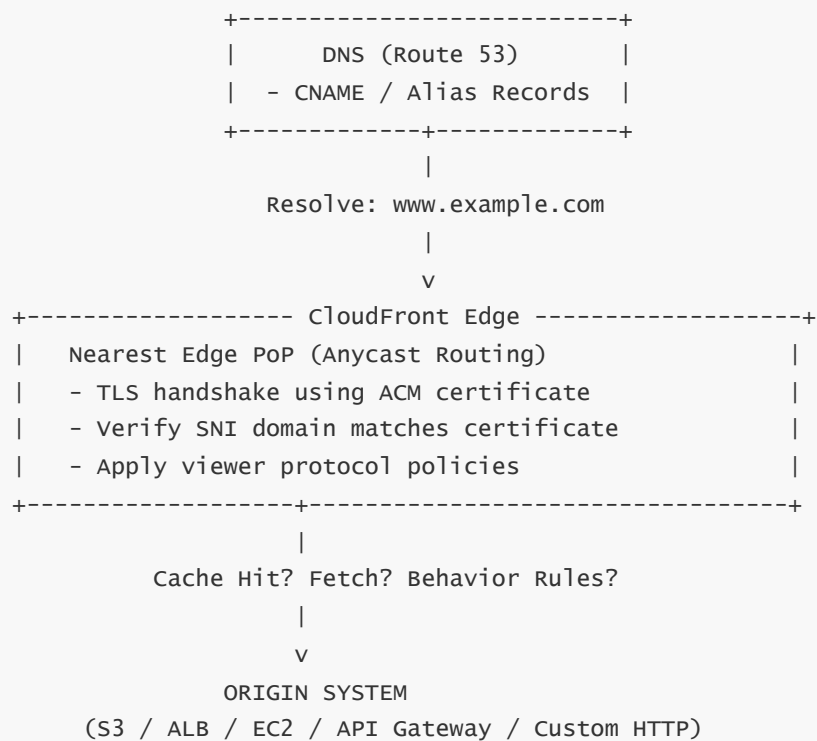 +---------------------------+
|      DNS (Route 53)       |
|  - CNAME / Alias Records  |
+-------------+-------------+
|
Resolve: www.example.com
|
v
+------------------- CloudFront Edge -------------------+
|   Nearest Edge PoP (Anycast Routing)                 |
|   - TLS handshake using ACM certificate              |
|   - Verify SNI domain matches certificate            |
|   - Apply viewer protocol policies                   |
+-------------------+----------------------------------+
|
Cache Hit? Fetch? Behavior Rules?
|
v
ORIGIN SYSTEM
(S3 / ALB / EC2 / API Gateway / Custom HTTP)